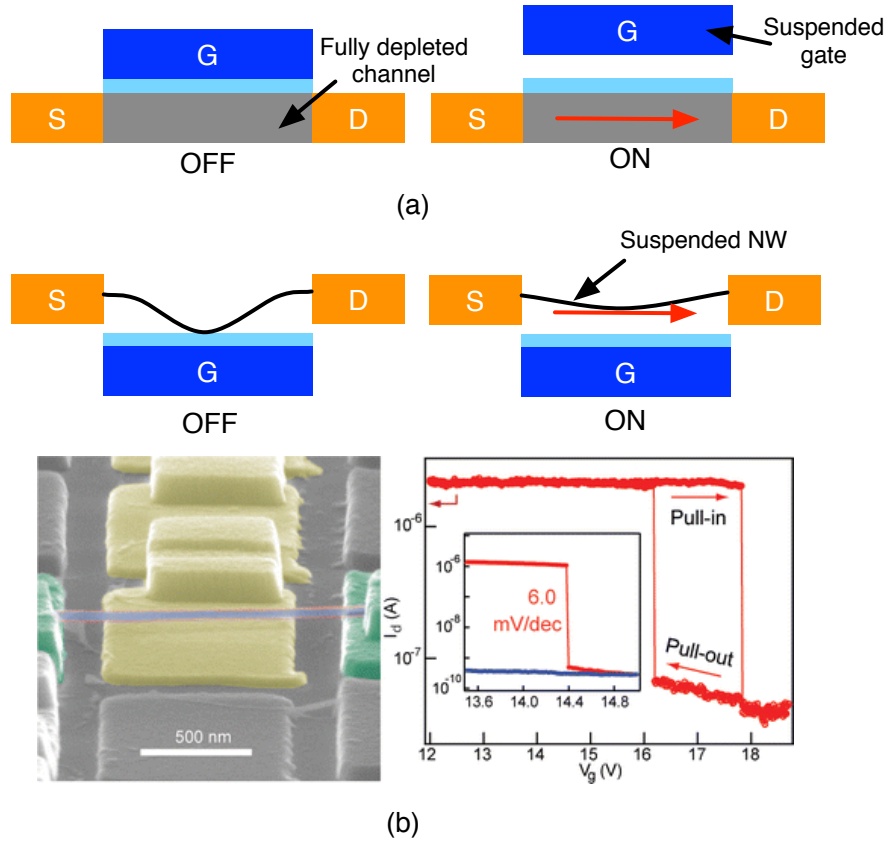 G
Fully depleted
channel
S
D
OFF
G
Suspended
gate
S
D
ON
(a)
S
D
G
OFF
Suspended NW
S
D
G
ON
500 nm
I_d (A)
10^-6
10^-7
Pull-in
Pull-out
10^-6
10^-8
10^-10
6.0
mV/dec
13.6 14.0 14.4 14.8
12 13 14 15 16 17 18
V_g (V)
(b)